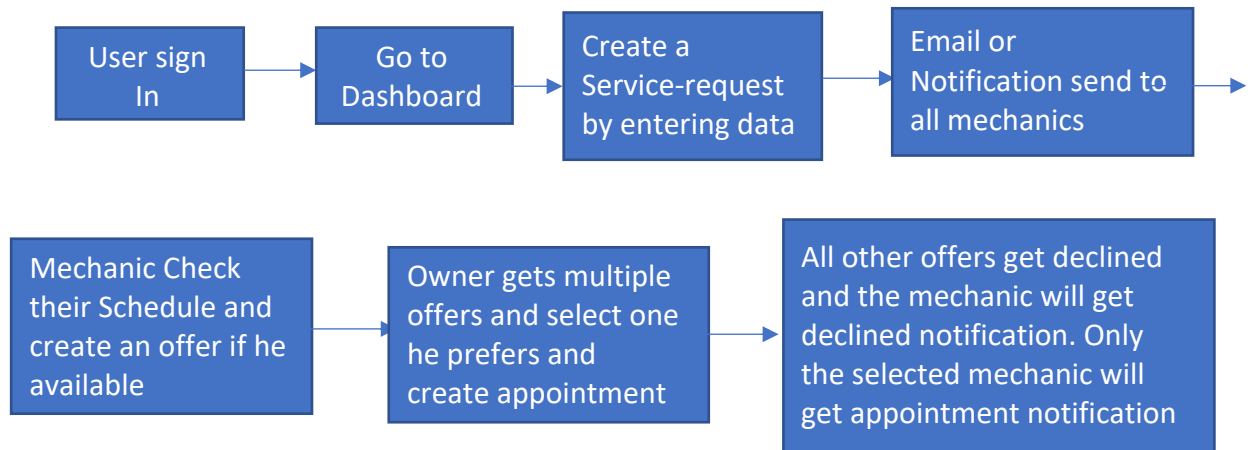 User sign
In
Go to
Dashboard
Create a
Service-request
by entering data
Email or
Notification send to
all mechanics
Mechanic Check
their Schedule and
create an offer if he
available
Owner gets multiple
offers and select one
he prefers and
create appointment
All other offers get declined
and the mechanic will get
declined notification. Only
the selected mechanic will
get appointment notification